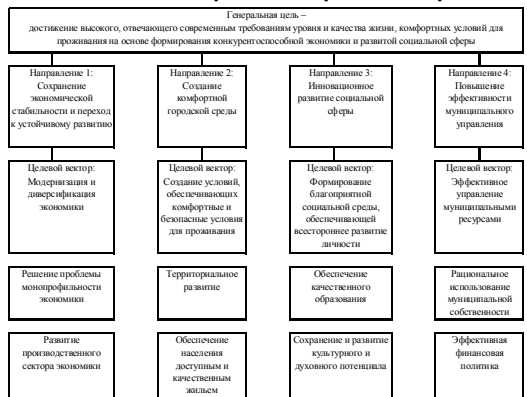 Генеральная цель –
достижение высокого, отвечающего современным требованиям уровня и качества жизни, комфортных условий для
проживания на основе формирования конкурентоспособной экономики и развитой социальной сферы
Направление 1:
Сохранение
экономической
стабильности и переход
к устойчивому развитию
Направление 2:
Создание
комфортной
городской среды
Направление 3:
Инновационное
развитие социальной
сферы
Направление 4:
Повышение
эффективности
муниципального
управления
Целевой вектор:
Модернизация и
диверсификация
экономики
Целевой вектор:
Создание условий,
обеспечивающих
комфортные и
безопасные условия
для проживания
Целевой вектор:
Формирование
благоприятной
социальной среды,
обеспечивающей
всестороннее развитие
личности
Целевой вектор:
Эффективное
управление
муниципальными
ресурсами
Решение проблемы
монопрофильности
экономики
Территориальное
развитие
Обеспечение
качественного
образования
Рациональное
использование
муниципальной
собственности
Развитие
производственного
сектора экономики
Обеспечение
населения
доступным и
качественным
жильем
Сохранение и развитие
культурного и
духовного потенциала
Эффективная
финансовая
политика